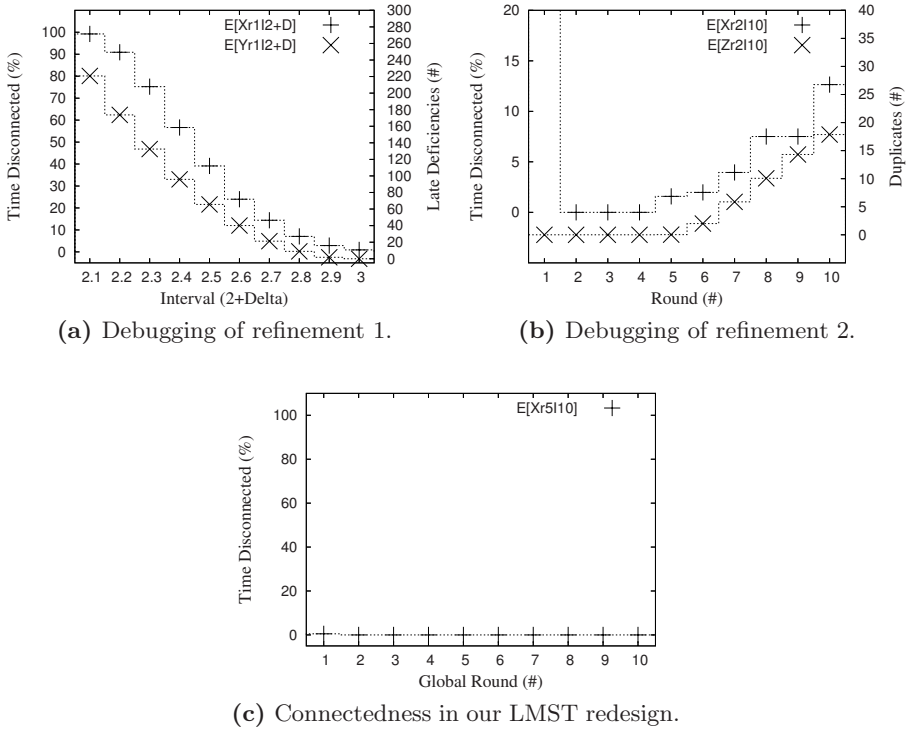 E[Xr1I2+D]
E[Yr1I2+D]
Time Disconnected (%)
100
90
80
70
60
50
40
30
20
10
0
300
280
260
240
220
200
180
160
140
120
100
80
60
40
20
0
Late Deficiencies (#)
2.1 2.2 2.3 2.4 2.5 2.6 2.7 2.8 2.9 3
Interval (2+Delta)
(a) Debugging of refinement 1.
E[Xr2I10]
E[Zr2I10]
Time Disconnected (%)
20
15
10
5
0
40
35
30
25
20
15
10
5
0
Duplicates (#)
1 2 3 4 5 6 7 8 9 10
Round (#)
(b) Debugging of refinement 2.
E[Xr5I10]
Time Disconnected (%)
100
80
60
40
20
0
1 2 3 4 5 6 7 8 9 10
Global Round (#)
(c) Connectedness in our LMST redesign.